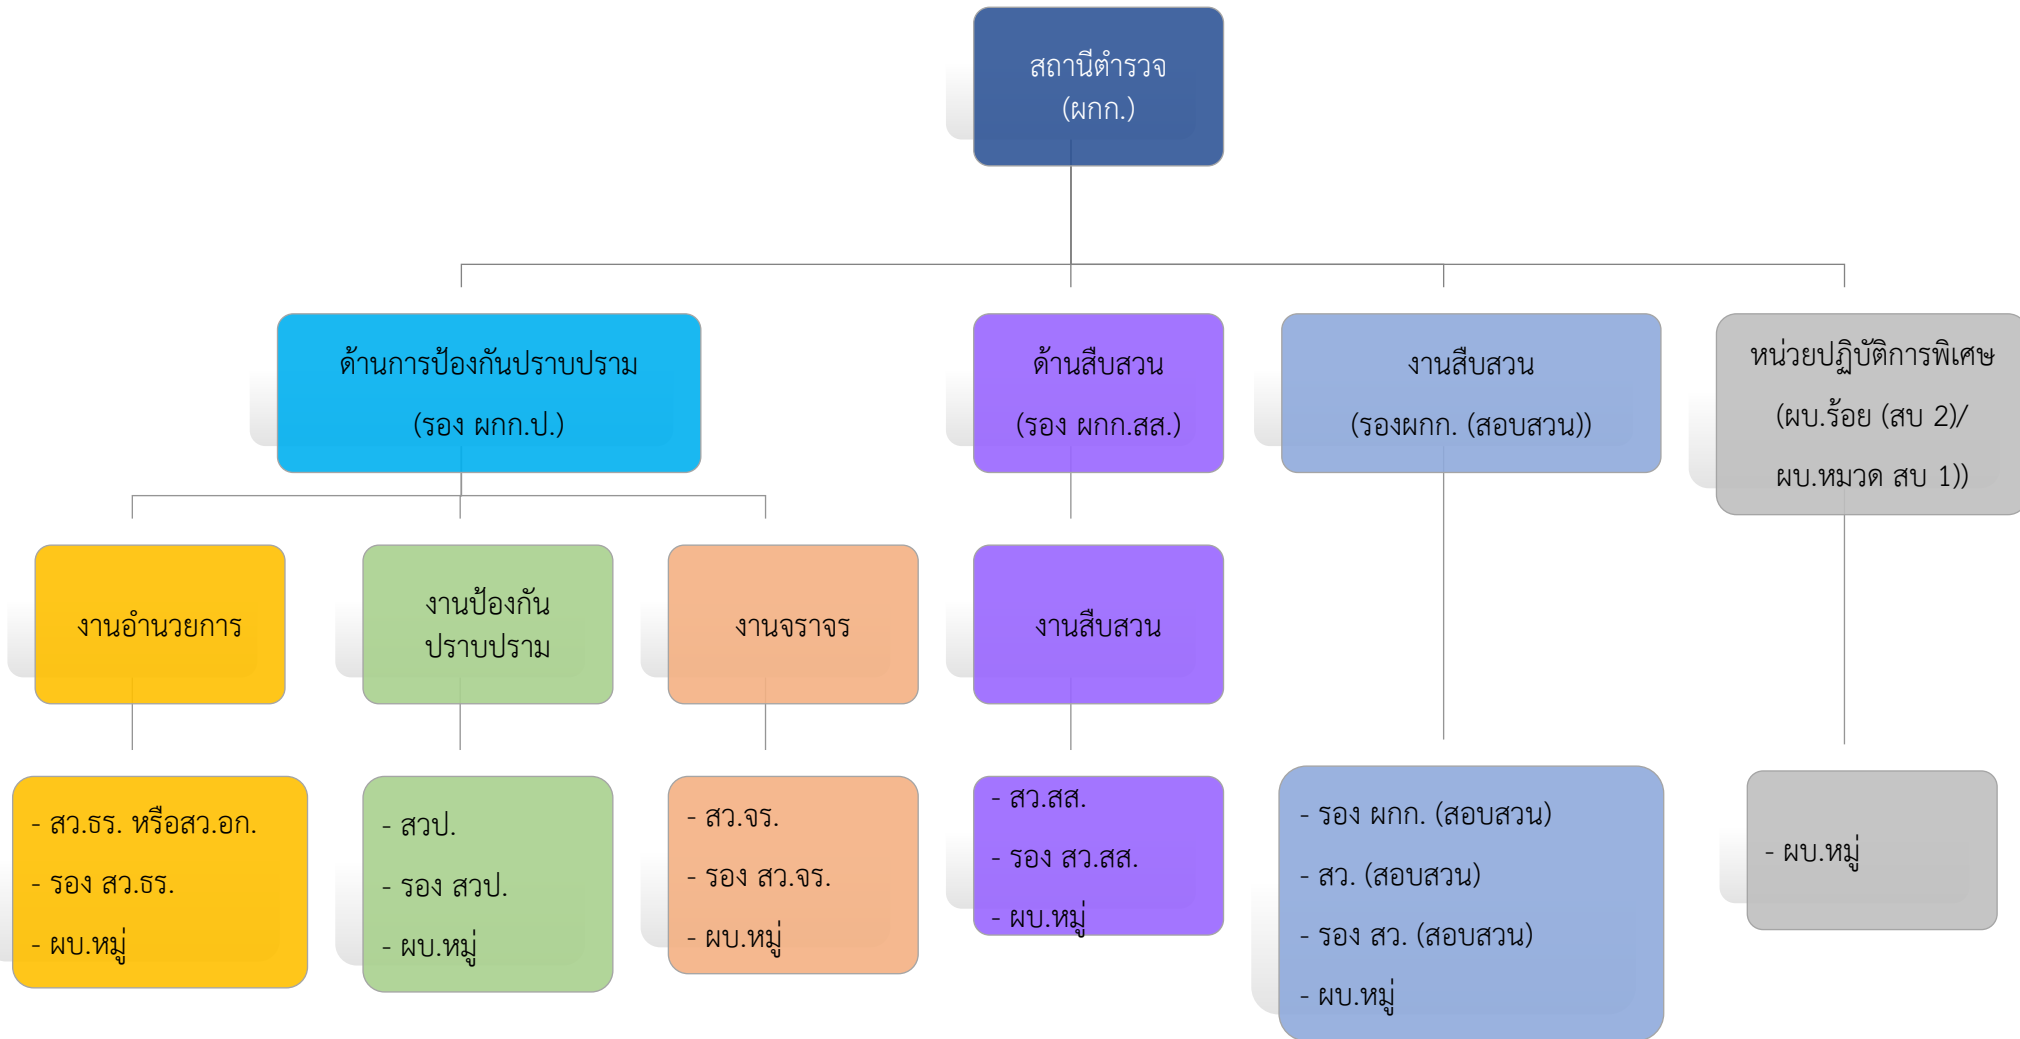 สถานีตำรวจ
(ผกก.)
ด้านการป้องกันปราบปราม
(รอง ผกก.ป.)
ด้านสืบสวน
(รอง ผกก.สส.)
งานสืบสวน
(รองผกก. (สอบสวน))
หน่วยปฏิบัติการพิเศษ
(ผบ.ร้อย (สบ 2)/
ผบ.หมวด สบ 1))
งานอำนวยการ
งานป้องกัน
ปราบปราม
งานจราจร
งานสืบสวน
- สว.ธร. หรือสว.อก.
- รอง สว.ธร.
- ผบ.หมู่
- สวป.
- รอง สวป.
- ผบ.หมู่
- สว.จร.
- รอง สว.จร.
- ผบ.หมู่
- สว.สส.
- รอง สว.สส.
- ผบ.หมู่
- รอง ผกก. (สอบสวน)
- สว. (สอบสวน)
- รอง สว. (สอบสวน)
- ผบ.หมู่
- ผบ.หมู่